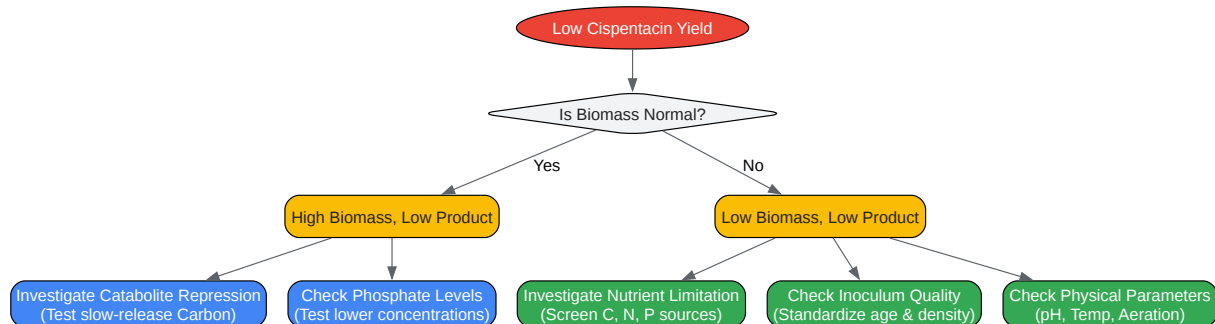 Low Cispentacin Yield
Is Biomass Normal?
Yes
No
High Biomass, Low Product
Low Biomass, Low Product
Investigate Catabolite Repression
(Test slow-release Carbon)
Check Phosphate Levels
(Test lower concentrations)
Investigate Nutrient Limitation
(Screen C, N, P sources)
Check Inoculum Quality
(Standardize age & density)
Check Physical Parameters
(pH, Temp, Aeration)